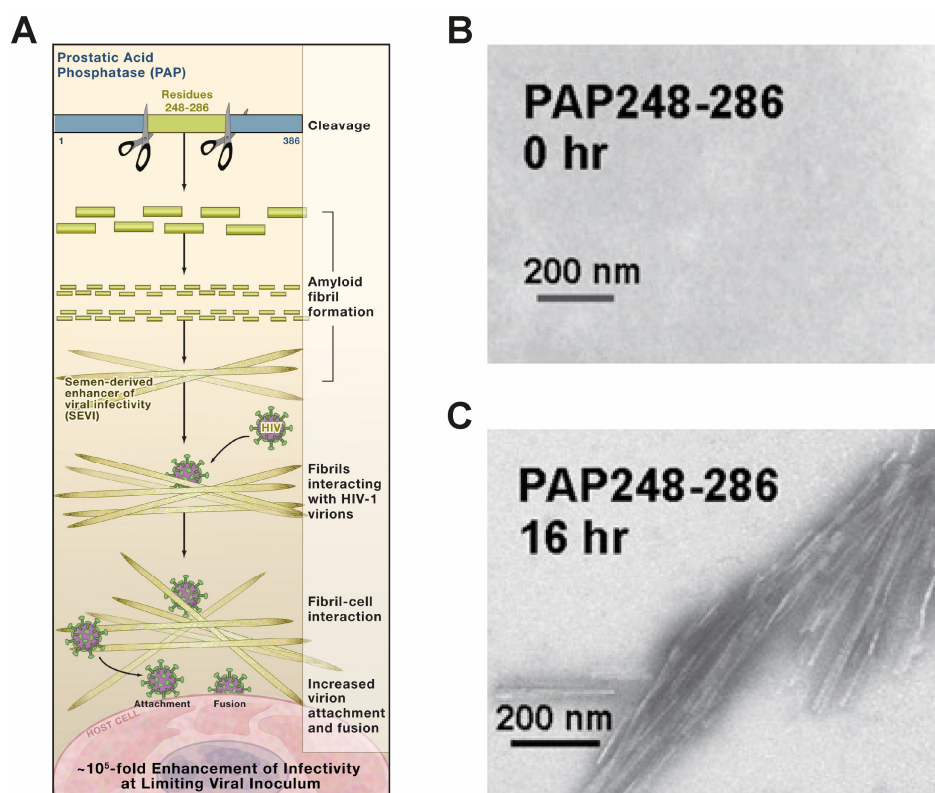 A
Prostatic Acid
Phosphatase (PAP)
Residues
248-286
1
386
Cleavage
Amyloid
fibril
formation
Semen-derived
enhancer of
viral infectivity
(SEVI)
HIV
Fibrils
interacting
with HIV-1
virions
Fibril-cell
interaction
Increased
virion
attachment
and fusion
Attachment
Fusion
HOST CELL
~10⁵-fold Enhancement of Infectivity
at Limiting Viral Inoculum
B
PAP248-286
0 hr
200 nm
C
PAP248-286
16 hr
200 nm